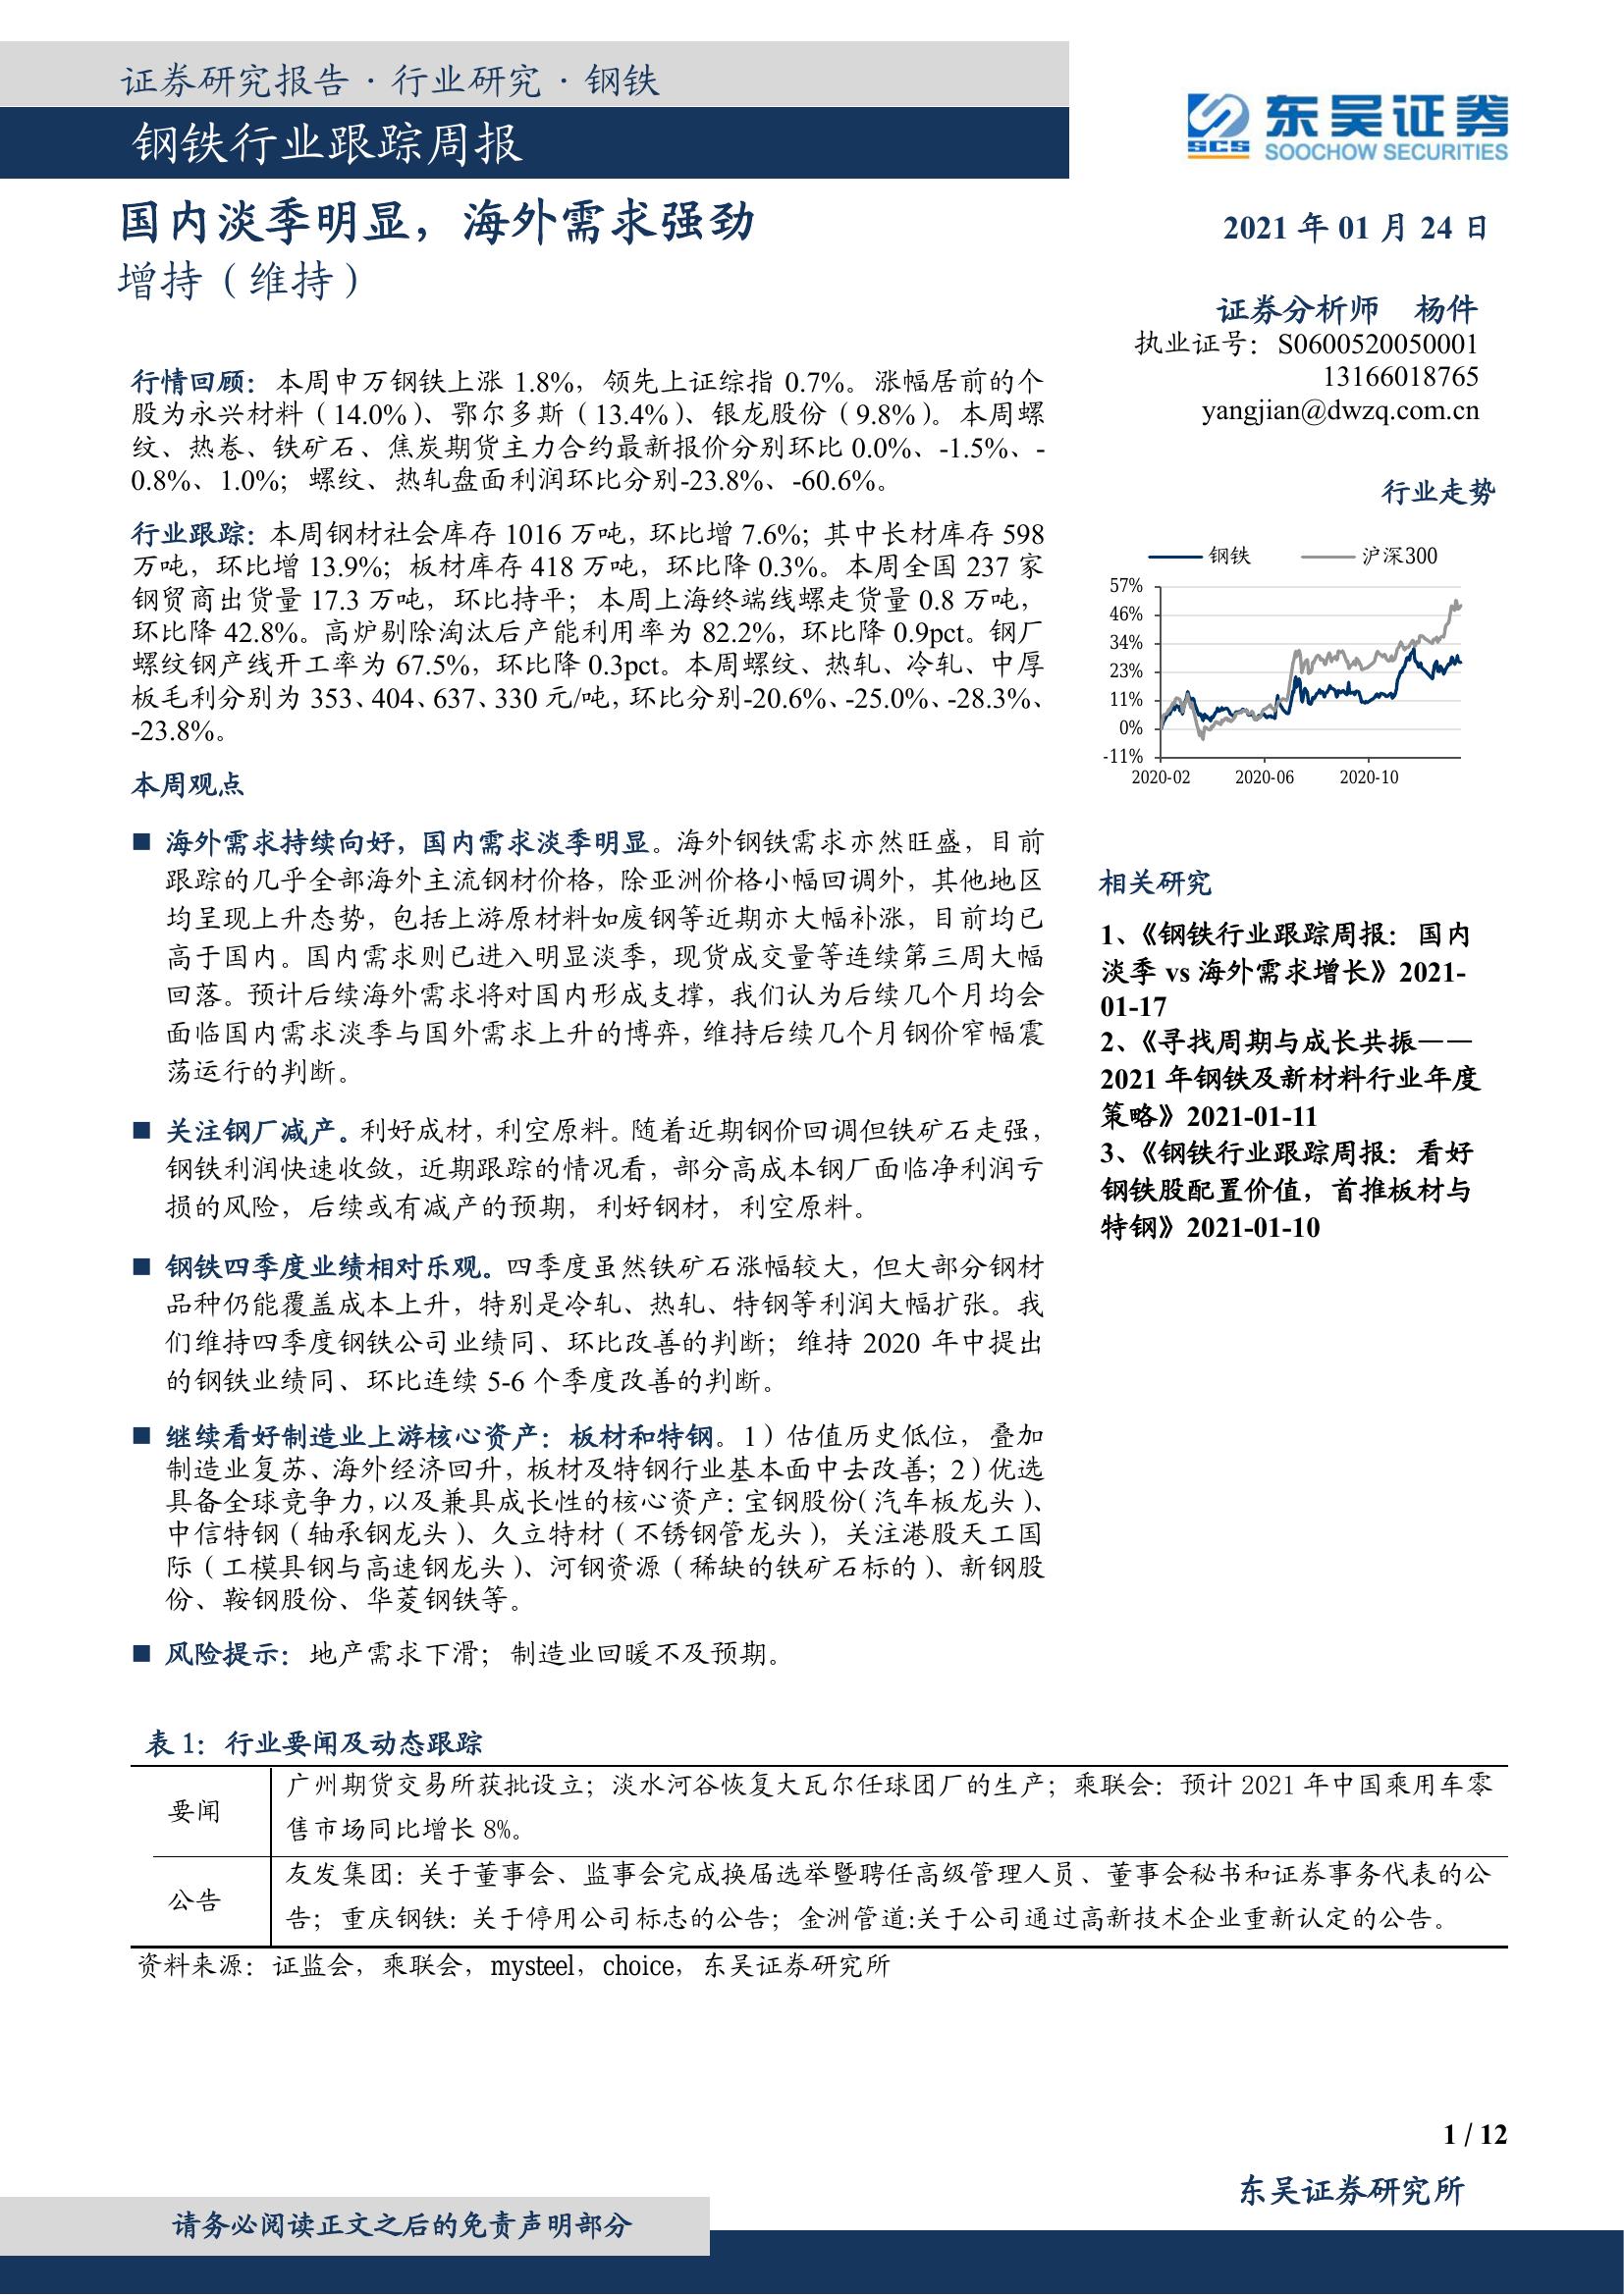 证券研究报告 · 行业研究 · 钢铁
钢铁行业跟踪周报
东吴证券
SCS
SOOCHOW SECURITIES
国内淡季明显，海外需求强劲
增持（维持）
2021 年 01 月 24 日
证券分析师 杨件
执业证号：S0600520050001
13166018765
yangjian@dwzq.com.cn
行情回顾：本周申万钢铁上涨 1.8%，领先上证综指 0.7%。涨幅居前的个
股为永兴材料（14.0%）、鄂尔多斯（13.4%）、银龙股份（9.8%）。本周螺
纹、热卷、铁矿石、焦炭期货主力合约最新报价分别环比 0.0%、-1.5%、-
0.8%、1.0%；螺纹、热轧盘面利润环比分别-23.8%、-60.6%。
行业跟踪：本周钢材社会库存 1016 万吨，环比增 7.6%；其中长材库存 598
万吨，环比增 13.9%；板材库存 418 万吨，环比降 0.3%。本周全国 237 家
钢贸商出货量 17.3 万吨，环比持平；本周上海终端线螺走货量 0.8 万吨，
环比降 42.8%。高炉剔除淘汰后产能利用率为 82.2%，环比降 0.9pct。钢厂
螺纹钢产线开工率为 67.5%，环比降 0.3pct。本周螺纹、热轧、冷轧、中厚
板毛利分别为 353、404、637、330 元/吨，环比分别-20.6%、-25.0%、-28.3%、
-23.8%。
本周观点
■ 海外需求持续向好，国内需求淡季明显。海外钢铁需求亦然旺盛，目前
跟踪的几乎全部海外主流钢材价格，除亚洲价格小幅回调外，其他地区
均呈现上升态势，包括上游原材料如废钢等近期亦大幅补涨，目前均已
高于国内。国内需求则已进入明显淡季，现货成交量等连续第三周大幅
回落。预计后续海外需求将对国内形成支撑，我们认为后续几个月均会
面临国内需求淡季与国外需求上升的博弈，维持后续几个月钢价窄幅震
荡运行的判断。
■ 关注钢厂减产。利好成材，利空原料。随着近期钢价回调但铁矿石走强，
钢铁利润快速收敛，近期跟踪的情况看，部分高成本钢厂面临净利润亏
损的风险，后续或有减产的预期，利好钢材，利空原料。
■ 钢铁四季度业绩相对乐观。四季度虽然铁矿石涨幅较大，但大部分钢材
品种仍能覆盖成本上升，特别是冷轧、热轧、特钢等利润大幅扩张。我
们维持四季度钢铁公司业绩同、环比改善的判断；维持 2020 年中提出
的钢铁业绩同、环比连续 5-6 个季度改善的判断。
■ 继续看好制造业上游核心资产：板材和特钢。1）估值历史低位，叠加
制造业复苏、海外经济回升，板材及特钢行业基本面中去改善；2）优选
具备全球竞争力，以及兼具成长性的核心资产：宝钢股份（汽车板龙头）、
中信特钢（轴承钢龙头）、久立特材（不锈钢管龙头），关注港股天工国
际（工模具钢与高速钢龙头）、河钢资源（稀缺的铁矿石标的）、新钢股
份、鞍钢股份、华菱钢铁等。
■ 风险提示：地产需求下滑；制造业回暖不及预期。
行业走势
钢铁 沪深300
57%
46%
34%
23%
11%
0%
-11%
2020-02 2020-06 2020-10
相关研究
1、《钢铁行业跟踪周报：国内
淡季 vs 海外需求增长》2021-
01-17
2、《寻找周期与成长共振——
2021 年钢铁及新材料行业年度
策略》2021-01-11
3、《钢铁行业跟踪周报：看好
钢铁股配置价值，首推板材与
特钢》2021-01-10
表 1：行业要闻及动态跟踪
要闻
广州期货交易所获批设立；淡水河谷恢复大瓦尔任球团厂的生产；乘联会：预计 2021 年中国乘用车零
售市场同比增长 8%。
公告
友发集团：关于董事会、监事会完成换届选举暨聘任高级管理人员、董事会秘书和证券事务代表的公
告；重庆钢铁：关于停用公司标志的公告；金洲管道:关于公司通过高新技术企业重新认定的公告。
资料来源：证监会，乘联会，mysteel，choice，东吴证券研究所
1 / 12
东吴证券研究所
请务必阅读正文之后的免责声明部分